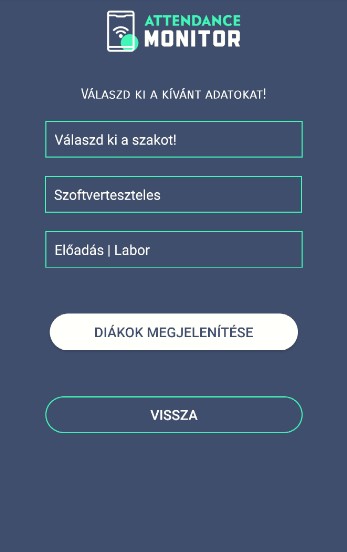 ATTENDANCE
MONITOR
VÁLASZD KI A KÍVÁNT ADATOKAT!
Válaszd ki a szakot!
Szoftverteszteles
Előadás | Labor
DIÁKOK MEGJELENÍTÉSE
VISSZA